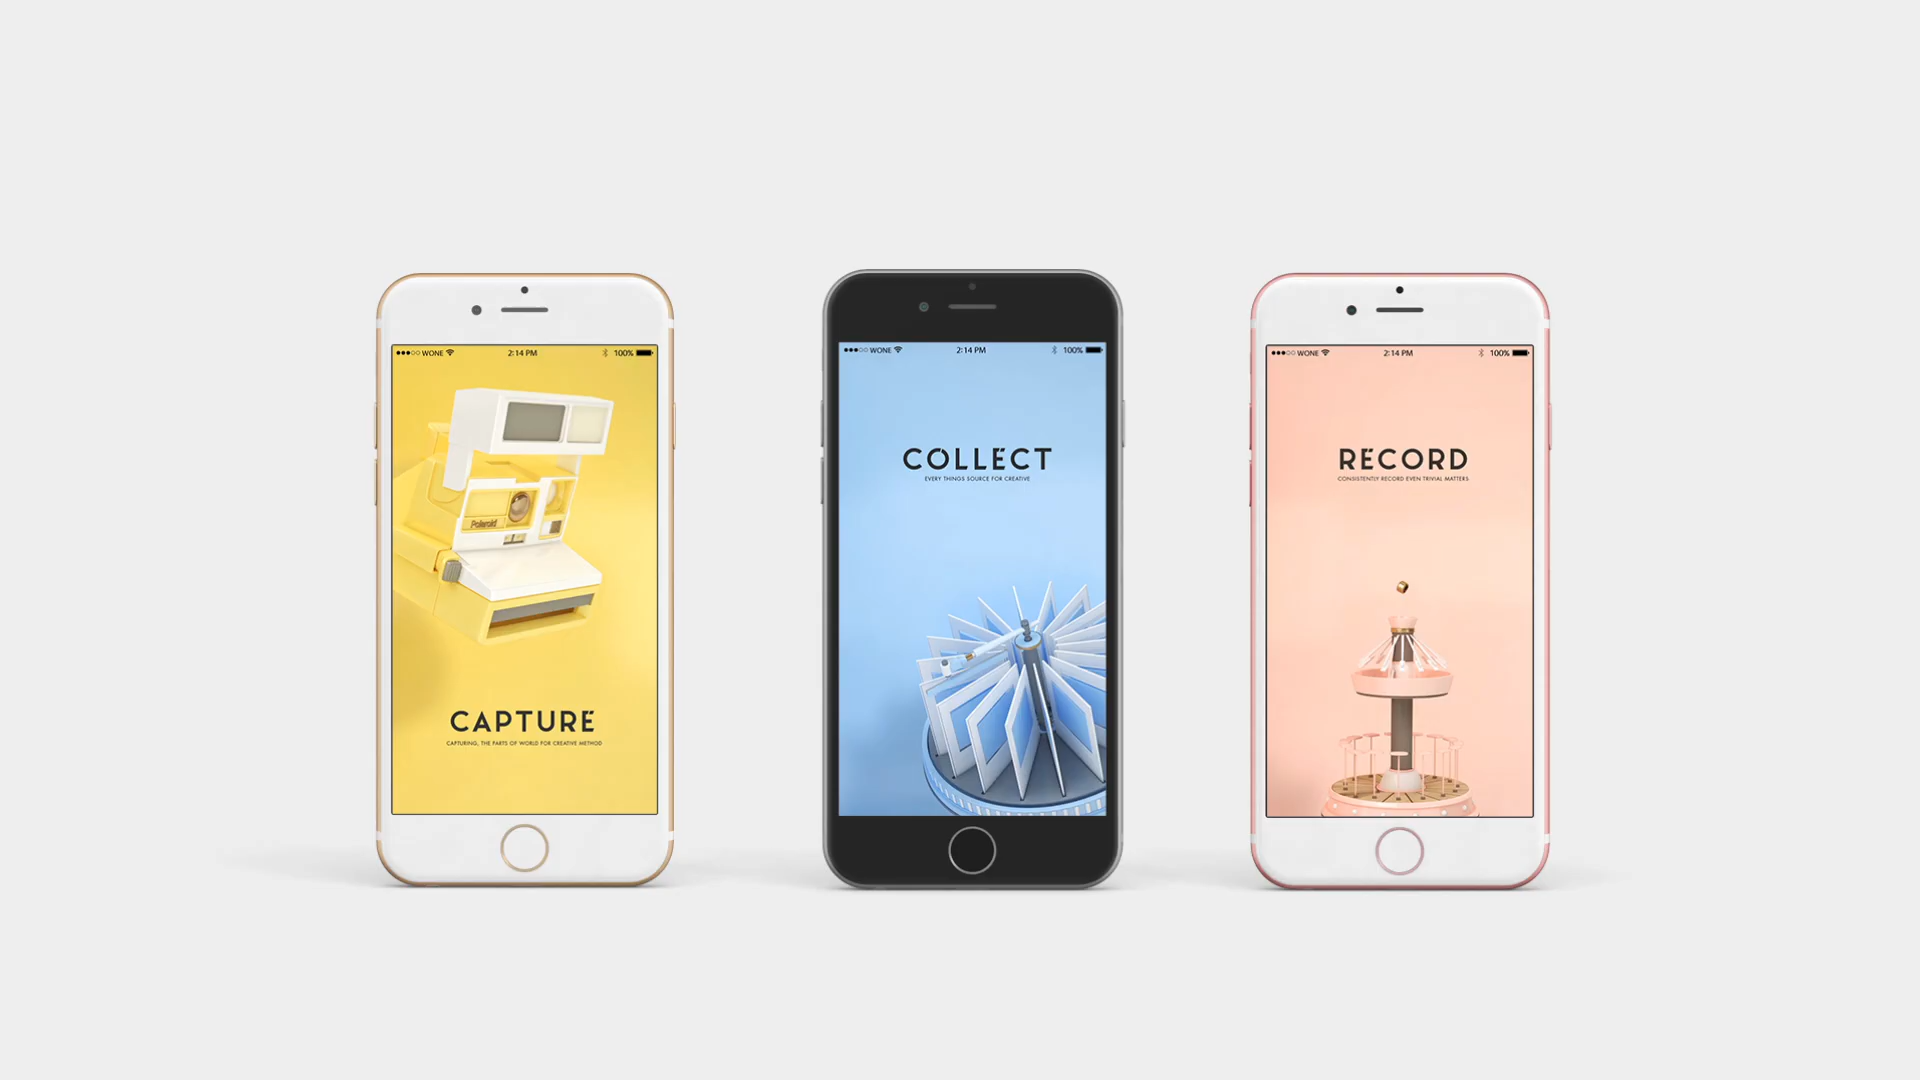 WONE 2:14 PM 100%
Polaroid
CAPTURE
CAPTURING, THE PARTS OF WORLD FOR CREATIVE METHOD
WONE 2:14 PM 100%
COLLECT
EVERY THINGS SOURCE FOR CREATIVE
WONE 2:14 PM 100%
RECORD
CONSISTENTLY RECORD EVEN TRIVIAL MATTERS